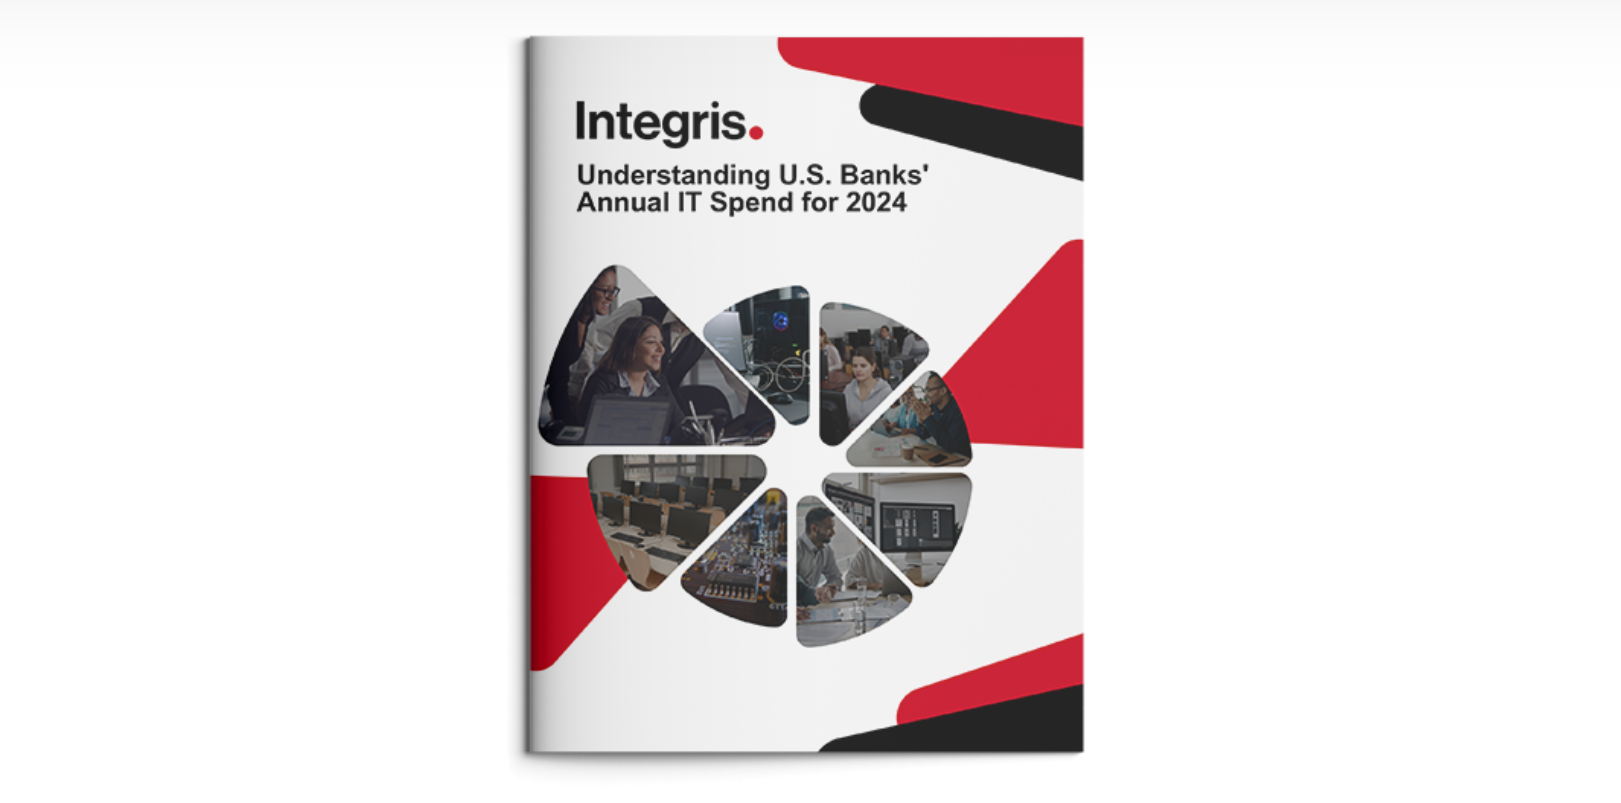 Integris.
Understanding U.S. Banks'
Annual IT Spend for 2024